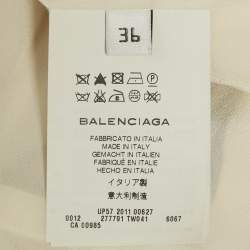 36
BALENCIAGA
FABBRICATO IN ITALIA
MADE IN ITALY
GEMACHT IN ITALIEN
FABRIQUÉ EN ITALIE
HECHO EN ITALIA
イタリア製
意大利制造
UP57 2011 00627
0012 277791 TW041 6067
CA 00985